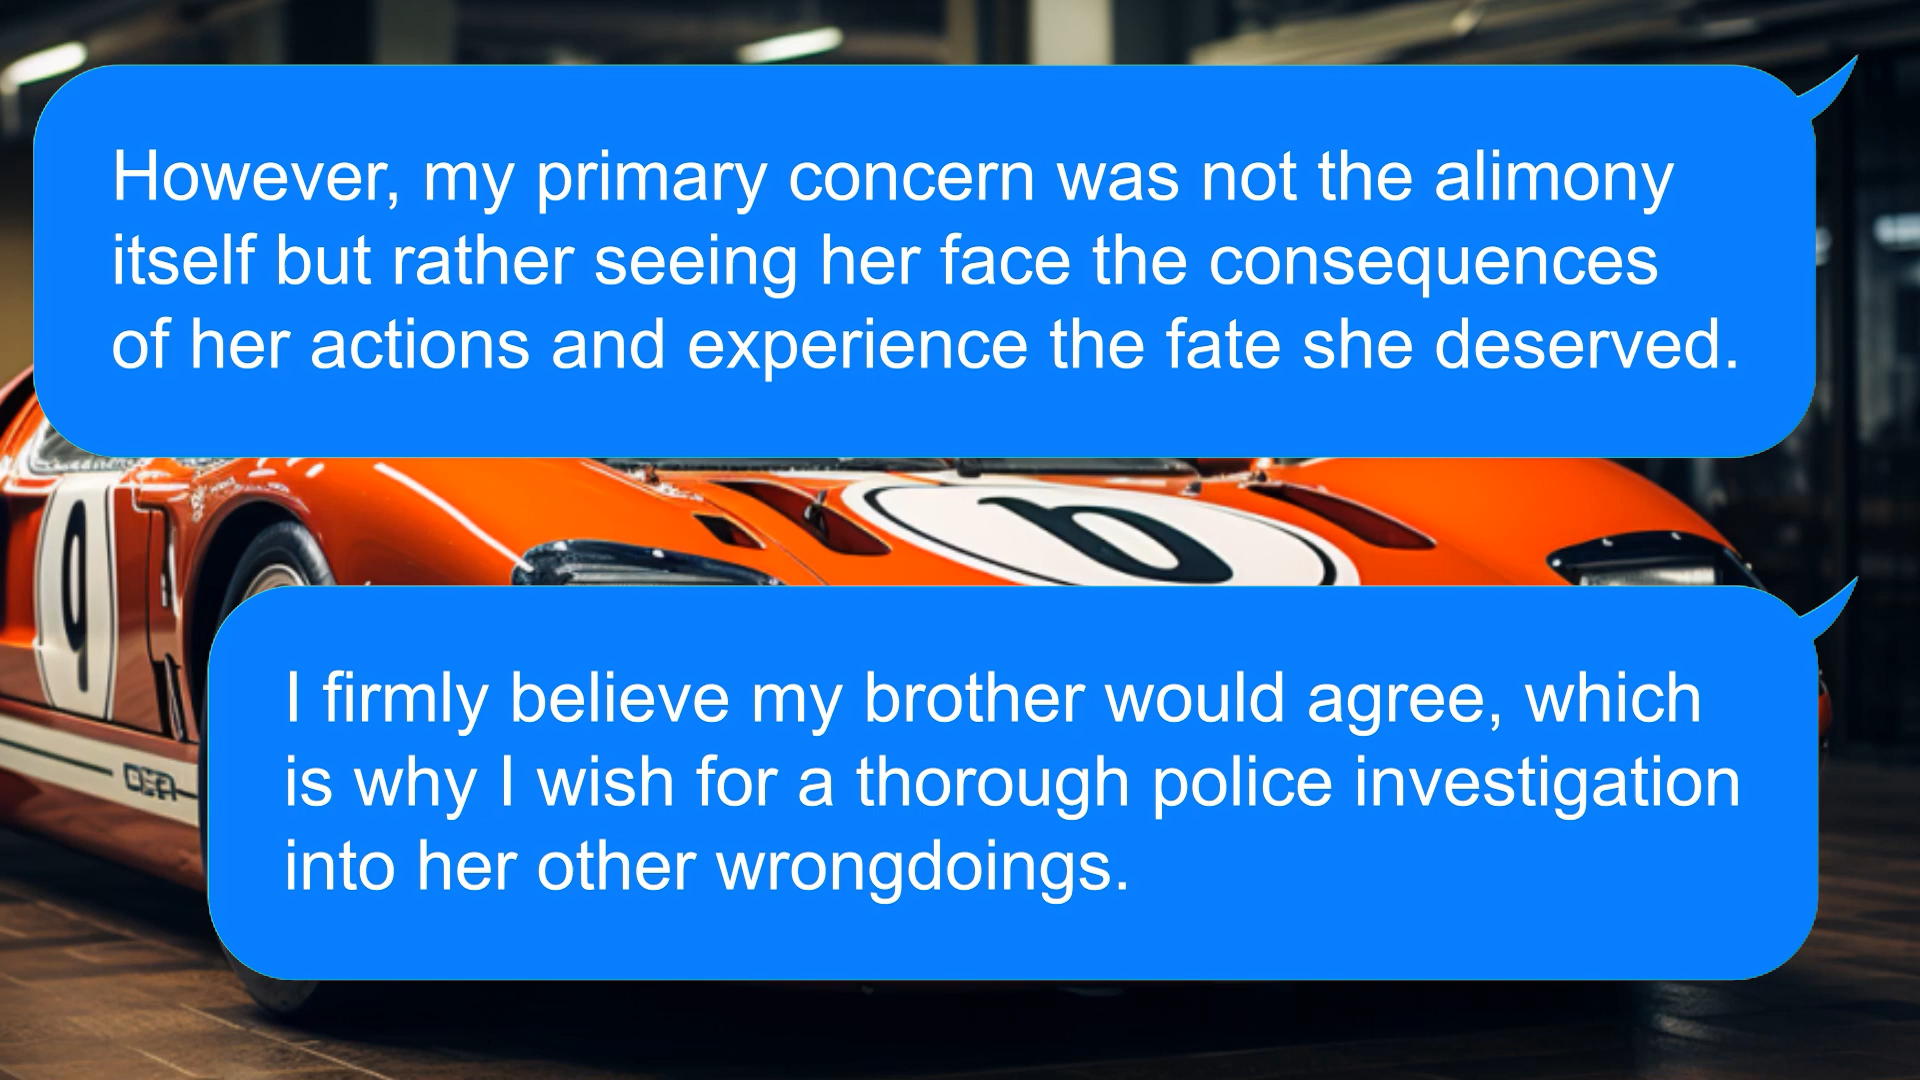 However, my primary concern was not the alimony
itself but rather seeing her face the consequences
of her actions and experience the fate she deserved.
6
9
I firmly believe my brother would agree, which
is why I wish for a thorough police investigation
into her other wrongdoings.